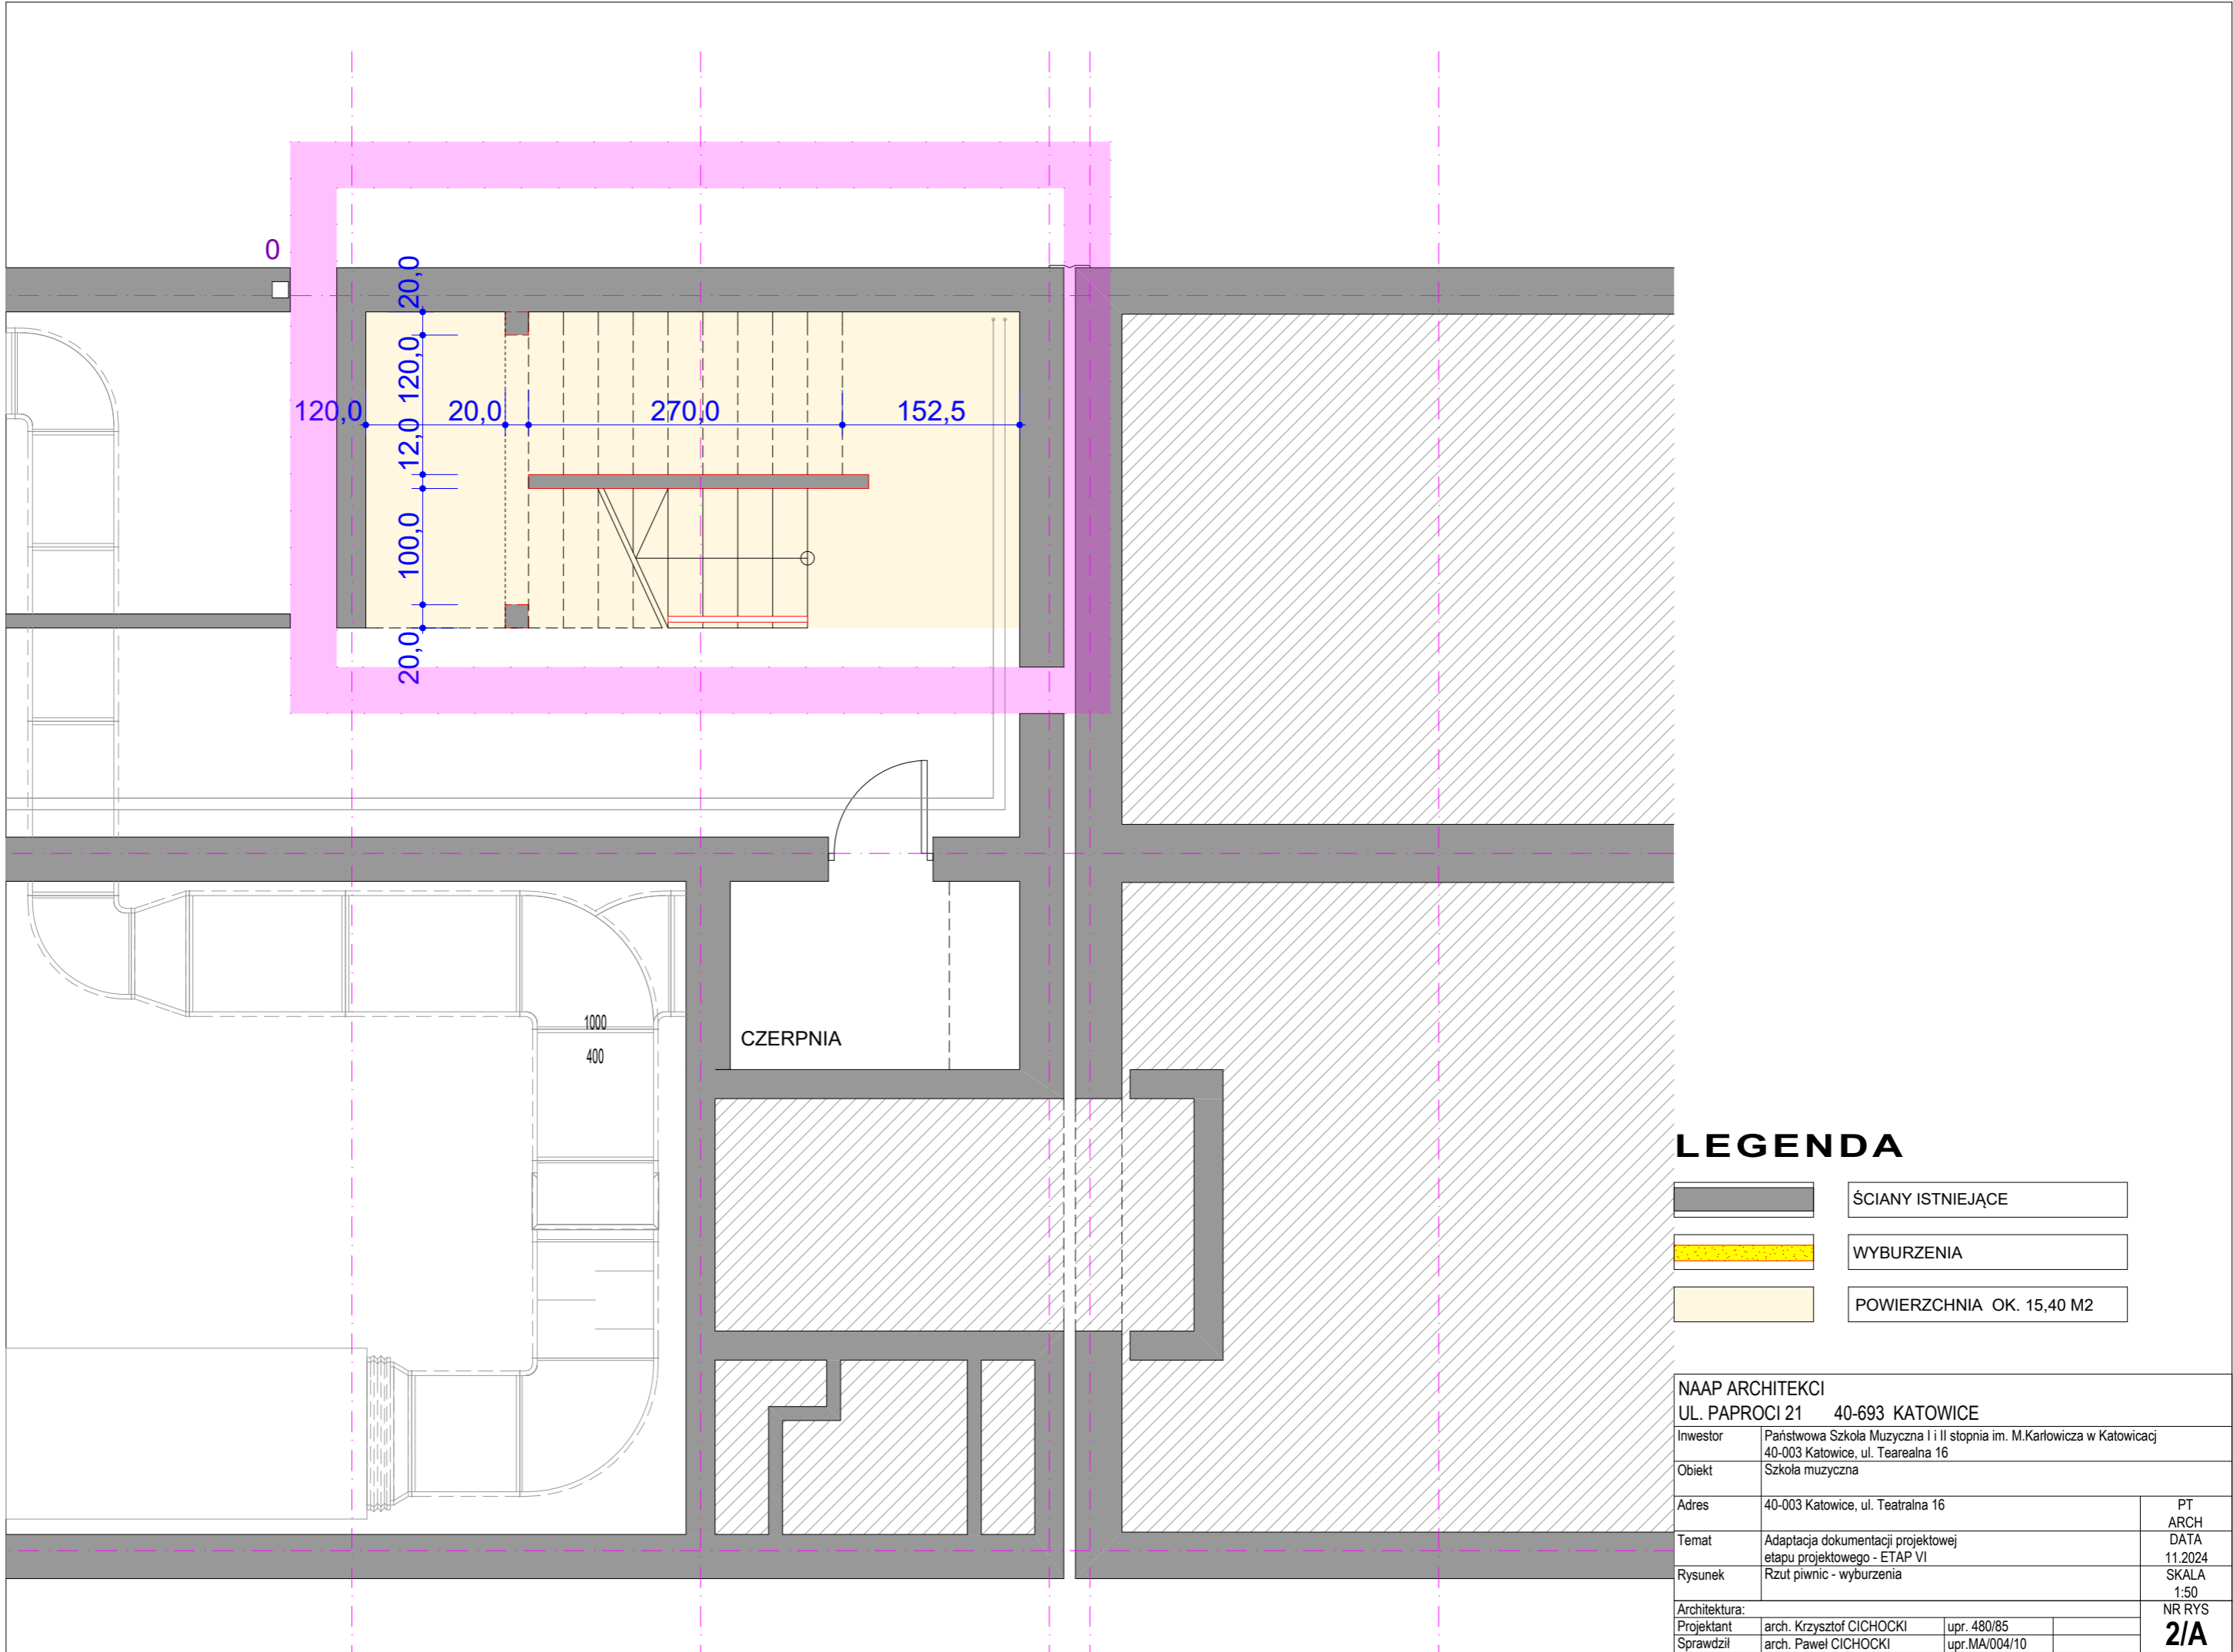 0
20,0
120,0
120,0
20,0
270,0
152,5
12,0
100,0
20,0
1000
400
CZERPNIA
LEGENDA
ŚCIANY ISTNIEJĄCE
WYBURZENIA
POWIERZCHNIA OK. 15,40 M2
NAAP ARCHITEKCI
UL. PAPROCI 21 40-693 KATOWICE
Inwestor Państwowa Szkoła Muzyczna I i II stopnia im. M.Karłowicza w Katowicacj
40-003 Katowice, ul. Tearealna 16
Obiekt Szkoła muzyczna
Adres 40-003 Katowice, ul. Teatralna 16 PT
ARCH
Temat Adaptacja dokumentacji projektowej DATA
etapu projektowego - ETAP VI 11.2024
Rysunek Rzut piwnic - wyburzenia SKALA
1:50
Architektura: NR RYS
Projektant arch. Krzysztof CICHOCKI upr. 480/85
2/A
Sprawdził arch. Paweł CICHOCKI upr.MA/004/10